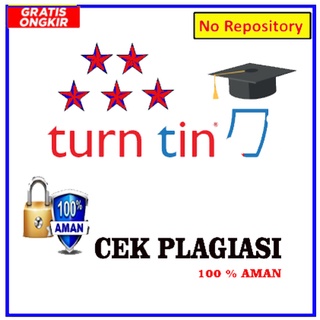 GRATIS
ONGKIR
No Repository
turn tin®
100%
AMAN
CEK PLAGIASI
100 % AMAN